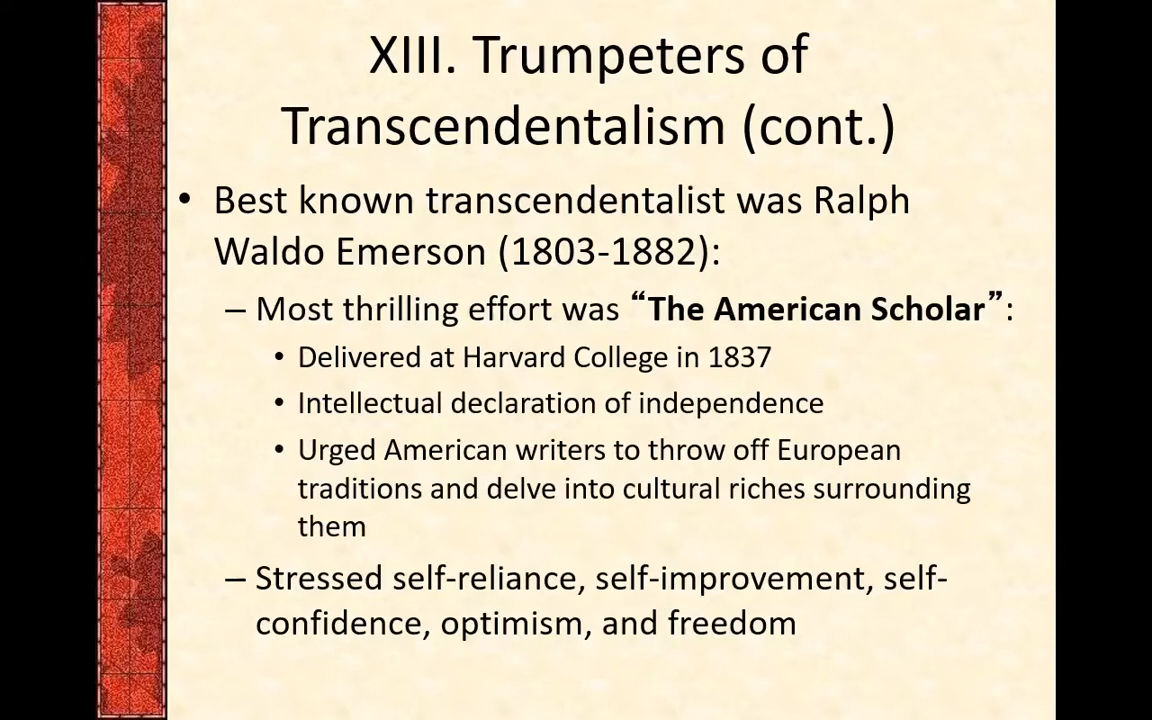 XIII. Trumpeters of
Transcendentalism (cont.)
• Best known transcendentalist was Ralph
Waldo Emerson (1803-1882):
– Most thrilling effort was “The American Scholar”:
• Delivered at Harvard College in 1837
• Intellectual declaration of independence
• Urged American writers to throw off European
traditions and delve into cultural riches surrounding
them
– Stressed self-reliance, self-improvement, self-
confidence, optimism, and freedom